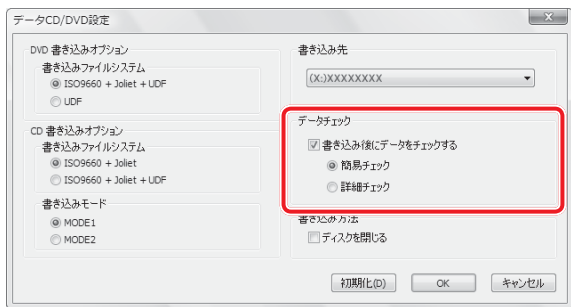 データCD/DVD設定
DVD 書き込みオプション
書き込みファイルシステム
ISO9660 + Joliet + UDF
UDF
CD 書き込みオプション
書き込みファイルシステム
ISO9660 + Joliet
ISO9660 + Joliet + UDF
書き込みモード
MODE1
MODE2
書き込み先
(X:)XXXXXXXX
データチェック
書き込み後にデータをチェックする
簡易チェック
詳細チェック
書き込み方法
ディスクを閉じる
初期化(D)
OK
キャンセル